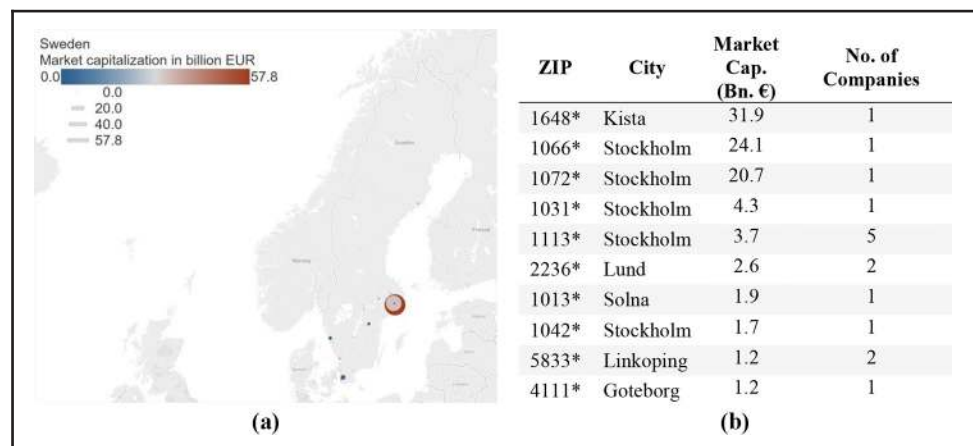 Sweden
Market capitalization in billion EUR
0.0 57.8
0.0
20.0
40.0
57.8
Sweden
Norway
(a)
ZIP City Market Cap. (Bn. €) No. of Companies
1648* Kista 31.9 1
1066* Stockholm 24.1 1
1072* Stockholm 20.7 1
1031* Stockholm 4.3 1
1113* Stockholm 3.7 5
2236* Lund 2.6 2
1013* Solna 1.9 1
1042* Stockholm 1.7 1
5833* Linkoping 1.2 2
4111* Goteborg 1.2 1
(b)